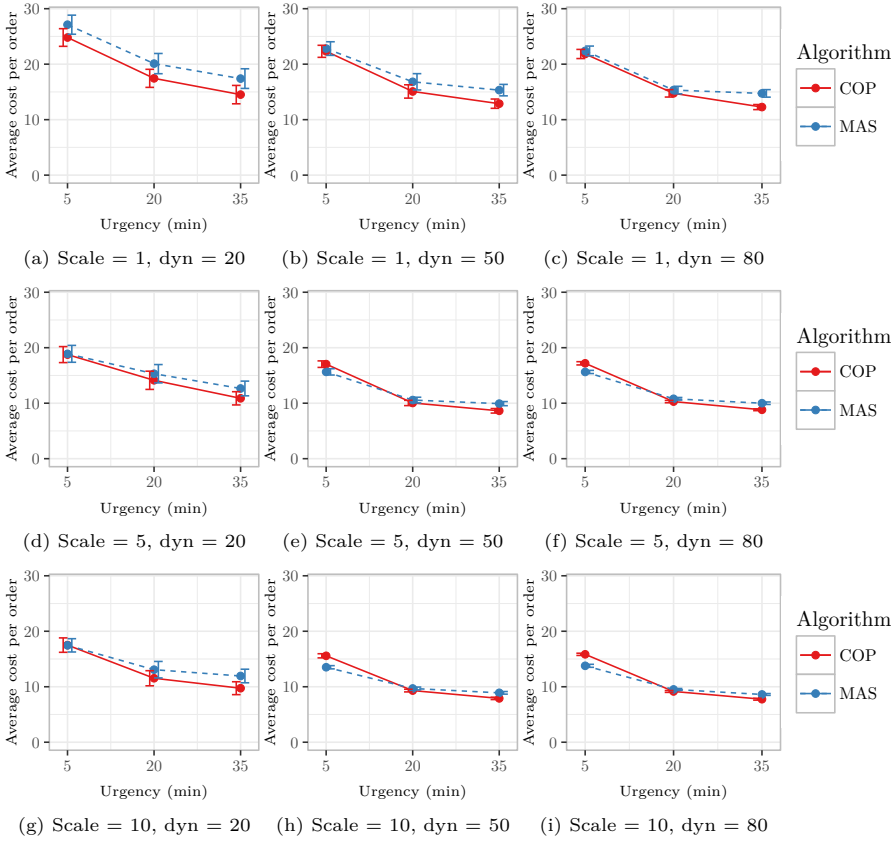 Average cost per order
30
20
10
0
5 20 35
Urgency (min)
(a) Scale = 1, dyn = 20
Average cost per order
30
20
10
0
5 20 35
Urgency (min)
(b) Scale = 1, dyn = 50
Average cost per order
30
20
10
0
5 20 35
Urgency (min)
(c) Scale = 1, dyn = 80
Algorithm
COP
MAS
Average cost per order
30
20
10
0
5 20 35
Urgency (min)
(d) Scale = 5, dyn = 20
Average cost per order
30
20
10
0
5 20 35
Urgency (min)
(e) Scale = 5, dyn = 50
Average cost per order
30
20
10
0
5 20 35
Urgency (min)
(f) Scale = 5, dyn = 80
Algorithm
COP
MAS
Average cost per order
30
20
10
0
5 20 35
Urgency (min)
(g) Scale = 10, dyn = 20
Average cost per order
30
20
10
0
5 20 35
Urgency (min)
(h) Scale = 10, dyn = 50
Average cost per order
30
20
10
0
5 20 35
Urgency (min)
(i) Scale = 10, dyn = 80
Algorithm
COP
MAS